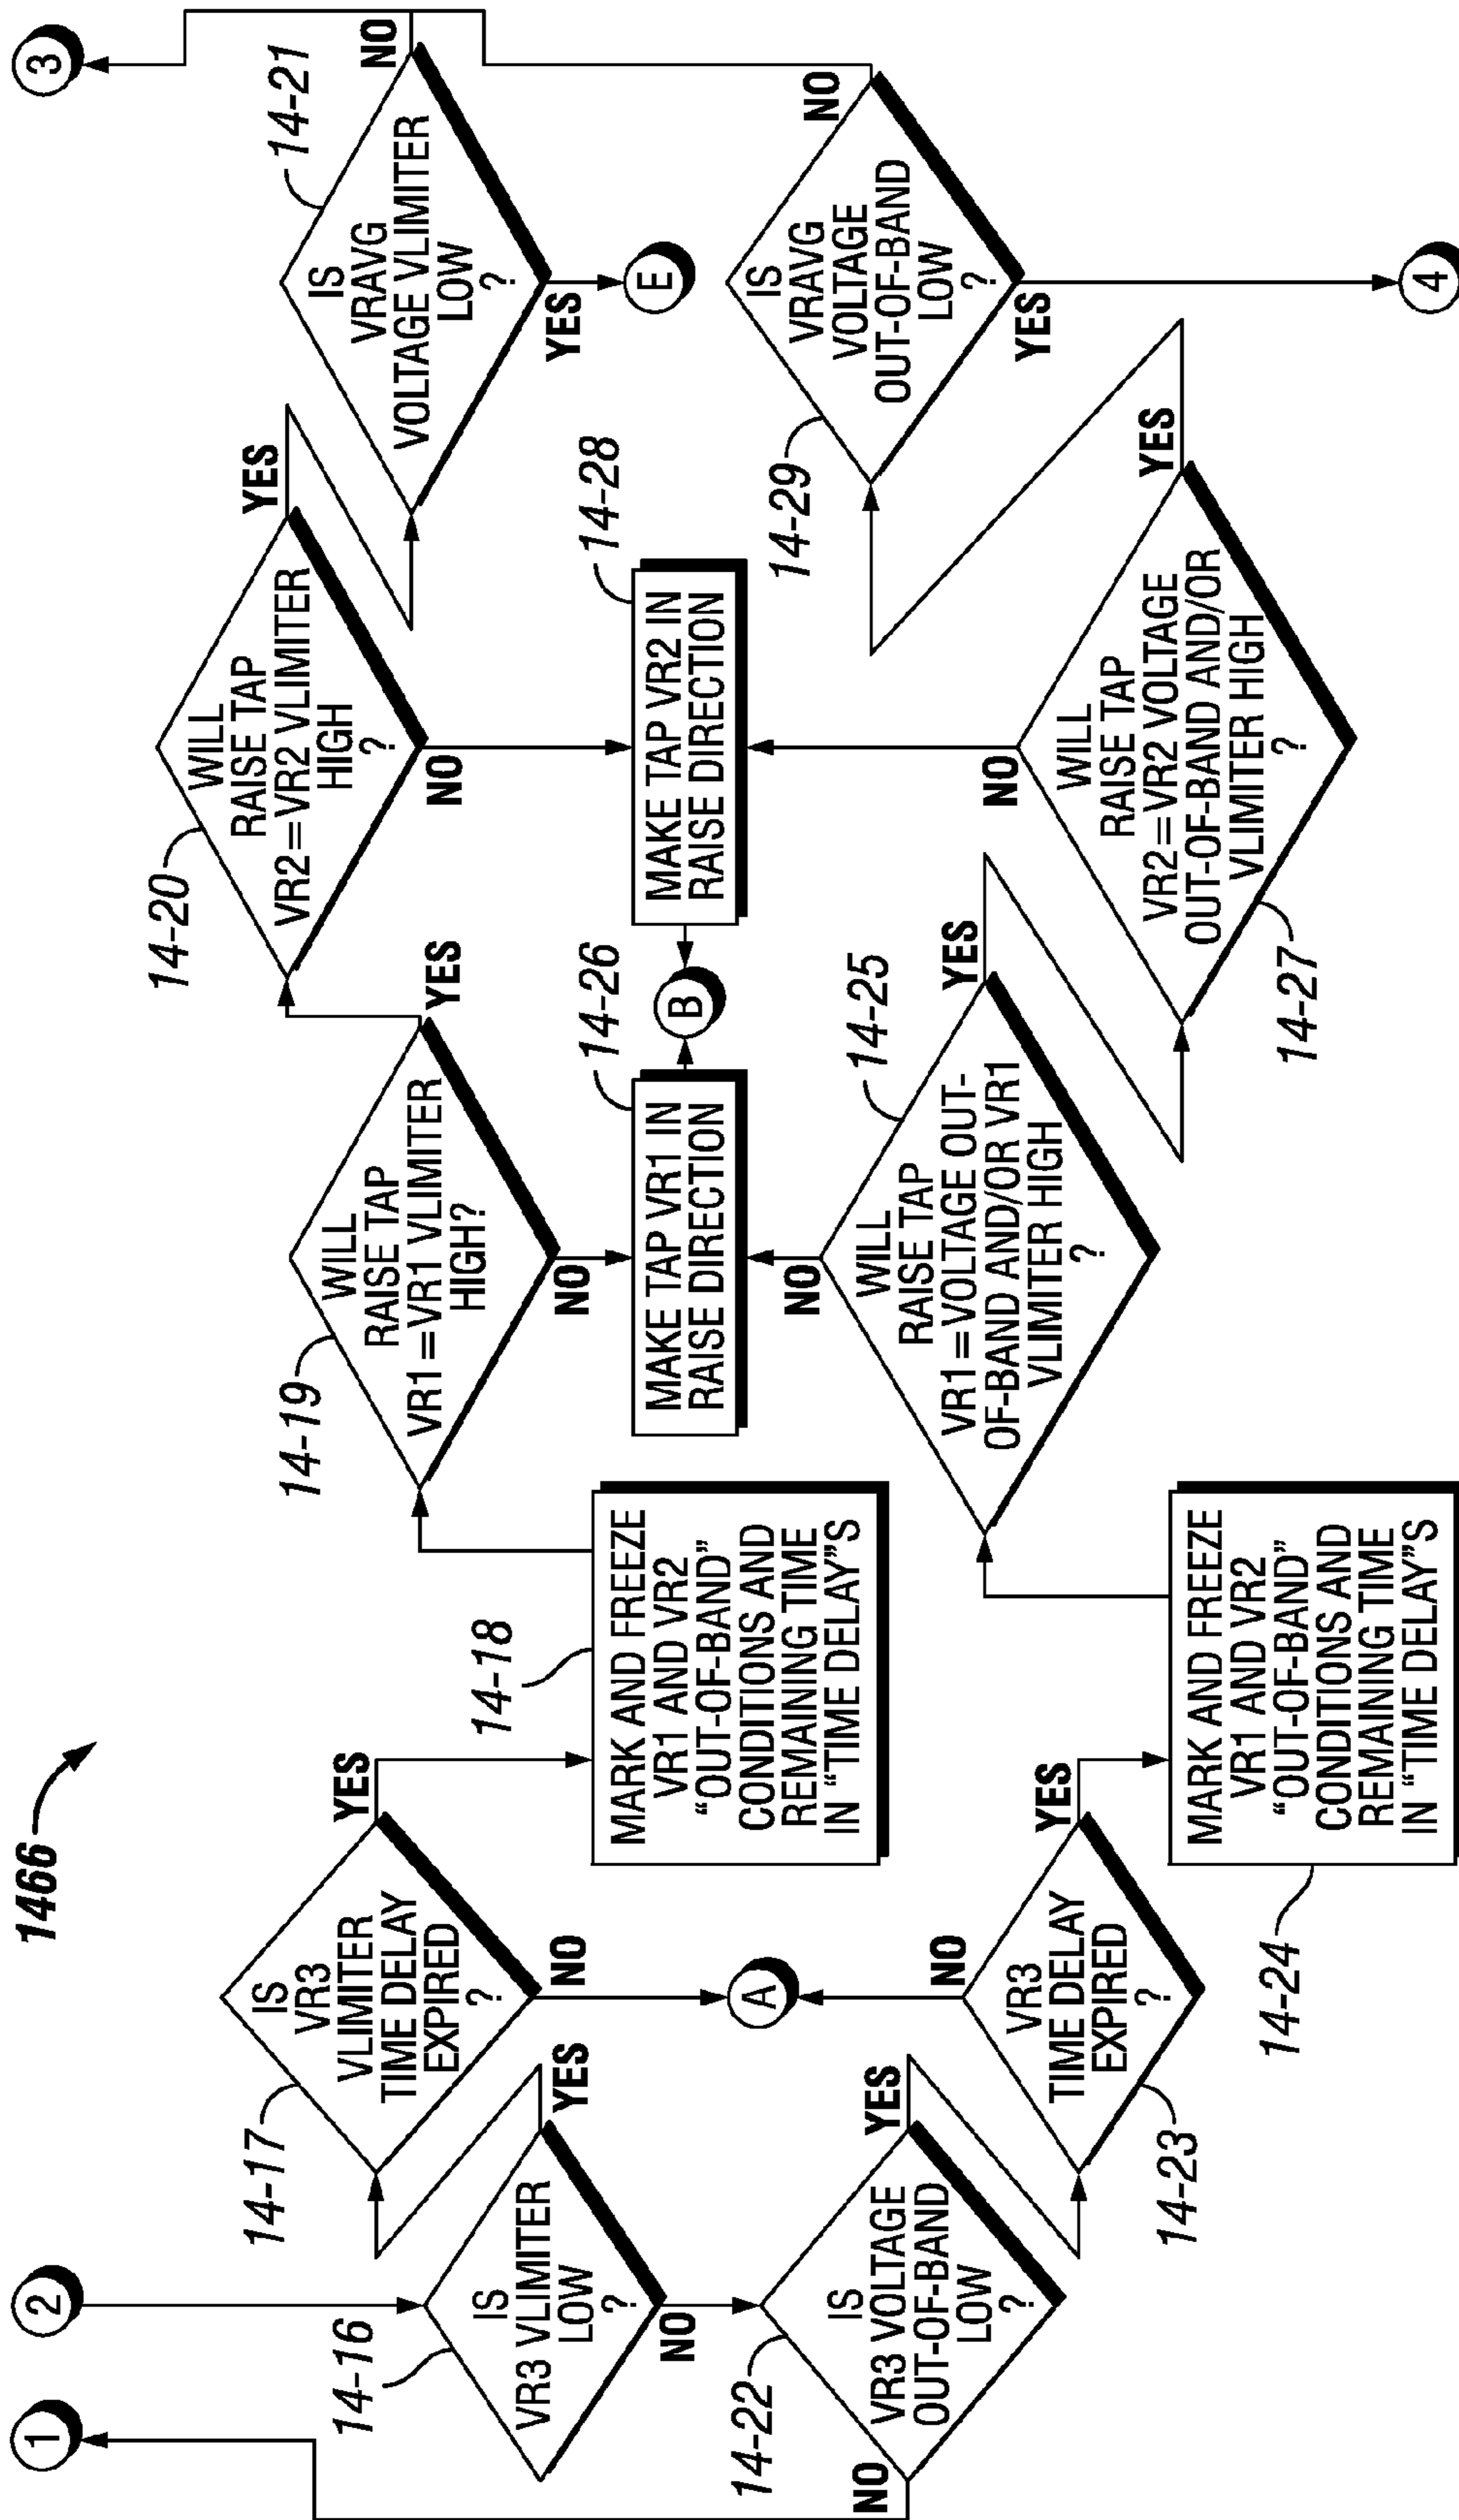 1466
1
2
14-16
IS
VR3 VLIMITER
LOW
?
YES
NO
14-17
IS
VR3
VLIMITER
TIME DELAY
EXPIRED
?
YES
NO
A
14-18
MARK AND FREEZE
VR1 AND VR2
“OUT-OF-BAND”
CONDITIONS AND
REMAINING TIME
IN “TIME DELAY”S
14-19
WILL
RAISE TAP
VR1 = VR1 VLIMITER
HIGH?
YES
NO
14-20
WILL
RAISE TAP
VR2 = VR2 VLIMITER
HIGH
?
YES
NO
14-21
IS
VRAVG
VOLTAGE VLIMITER
LOW
?
NO
YES
3
E
14-22
IS
VR3 VOLTAGE
OUT-OF-BAND
LOW
?
YES
NO
14-23
VR3
TIME DELAY
EXPIRED
?
YES
NO
14-24
MARK AND FREEZE
VR1 AND VR2
“OUT-OF-BAND”
CONDITIONS AND
REMAINING TIME
IN “TIME DELAY”S
14-25
WILL
RAISE TAP
VR1 = VOLTAGE OUT-
OF-BAND AND/OR VR1
VLIMITER HIGH
?
YES
NO
14-26
MAKE TAP VR1 IN
RAISE DIRECTION
B
14-27
WILL
RAISE TAP
VR2 = VR2 VOLTAGE
OUT-OF-BAND AND/OR
VLIMITER HIGH
?
YES
NO
14-28
MAKE TAP VR2 IN
RAISE DIRECTION
14-29
IS
VRAVG
VOLTAGE
OUT-OF-BAND
LOW
?
NO
YES
4